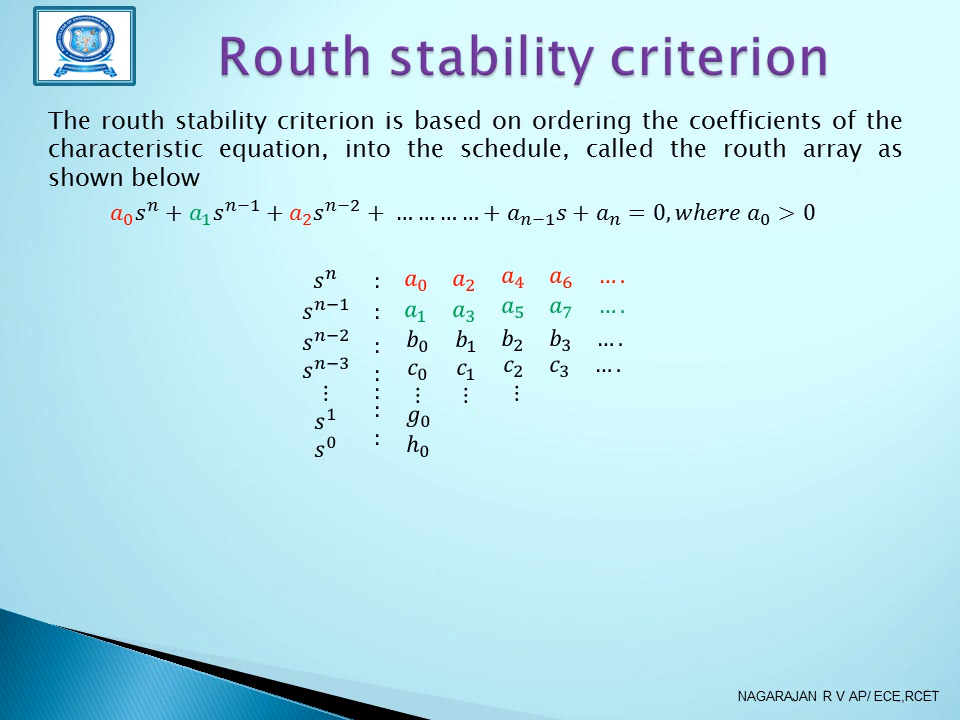 Routh stability criterion
The routh stability criterion is based on ordering the coefficients of the
characteristic equation, into the schedule, called the routh array as
shown below
a₀sⁿ + a₁sⁿ⁻¹ + a₂sⁿ⁻² + … … … … + aₙ₋₁s + aₙ = 0, where a₀ > 0
sⁿ : a₀ a₂ a₄ a₆ … .
sⁿ⁻¹ : a₁ a₃ a₅ a₇ … .
sⁿ⁻² : b₀ b₁ b₂ b₃ … .
sⁿ⁻³ : c₀ c₁ c₂ c₃ … .
⋮ ⋮ ⋮ ⋮ ⋮
s¹ : g₀
s⁰ : h₀
NAGARAJAN R V AP/ ECE,RCET